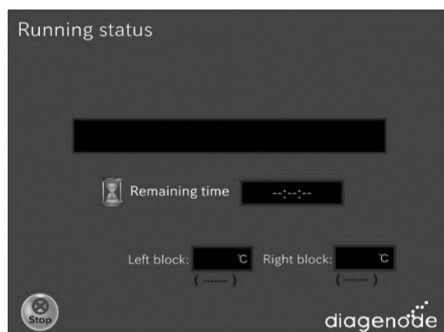 Running status
Remaining time --:--:--
Left block: ℃ Right block: ℃
( ------ ) ( ------ )
Stop
diagenode